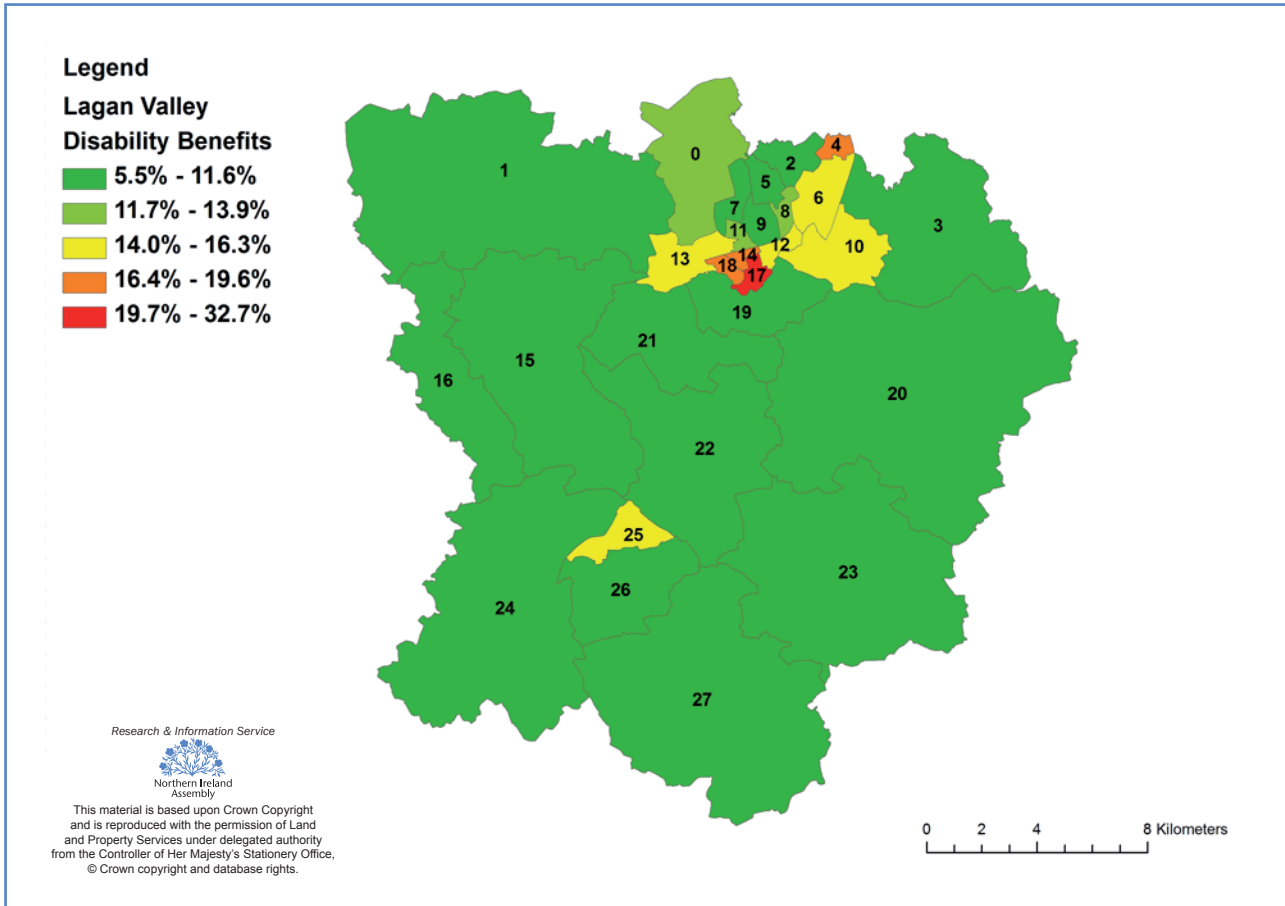 Legend
Lagan Valley
Disability Benefits
5.5% - 11.6%
11.7% - 13.9%
14.0% - 16.3%
16.4% - 19.6%
19.7% - 32.7%
0
1
2
3
4
5
6
7
8
9
10
11
12
13
14
15
16
17
18
19
20
21
22
23
24
25
26
27
Research & Information Service
Northern Ireland
Assembly
This material is based upon Crown Copyright
and is reproduced with the permission of Land
and Property Services under delegated authority
from the Controller of Her Majesty's Stationery Office,
© Crown copyright and database rights.
0 2 4 8 Kilometers